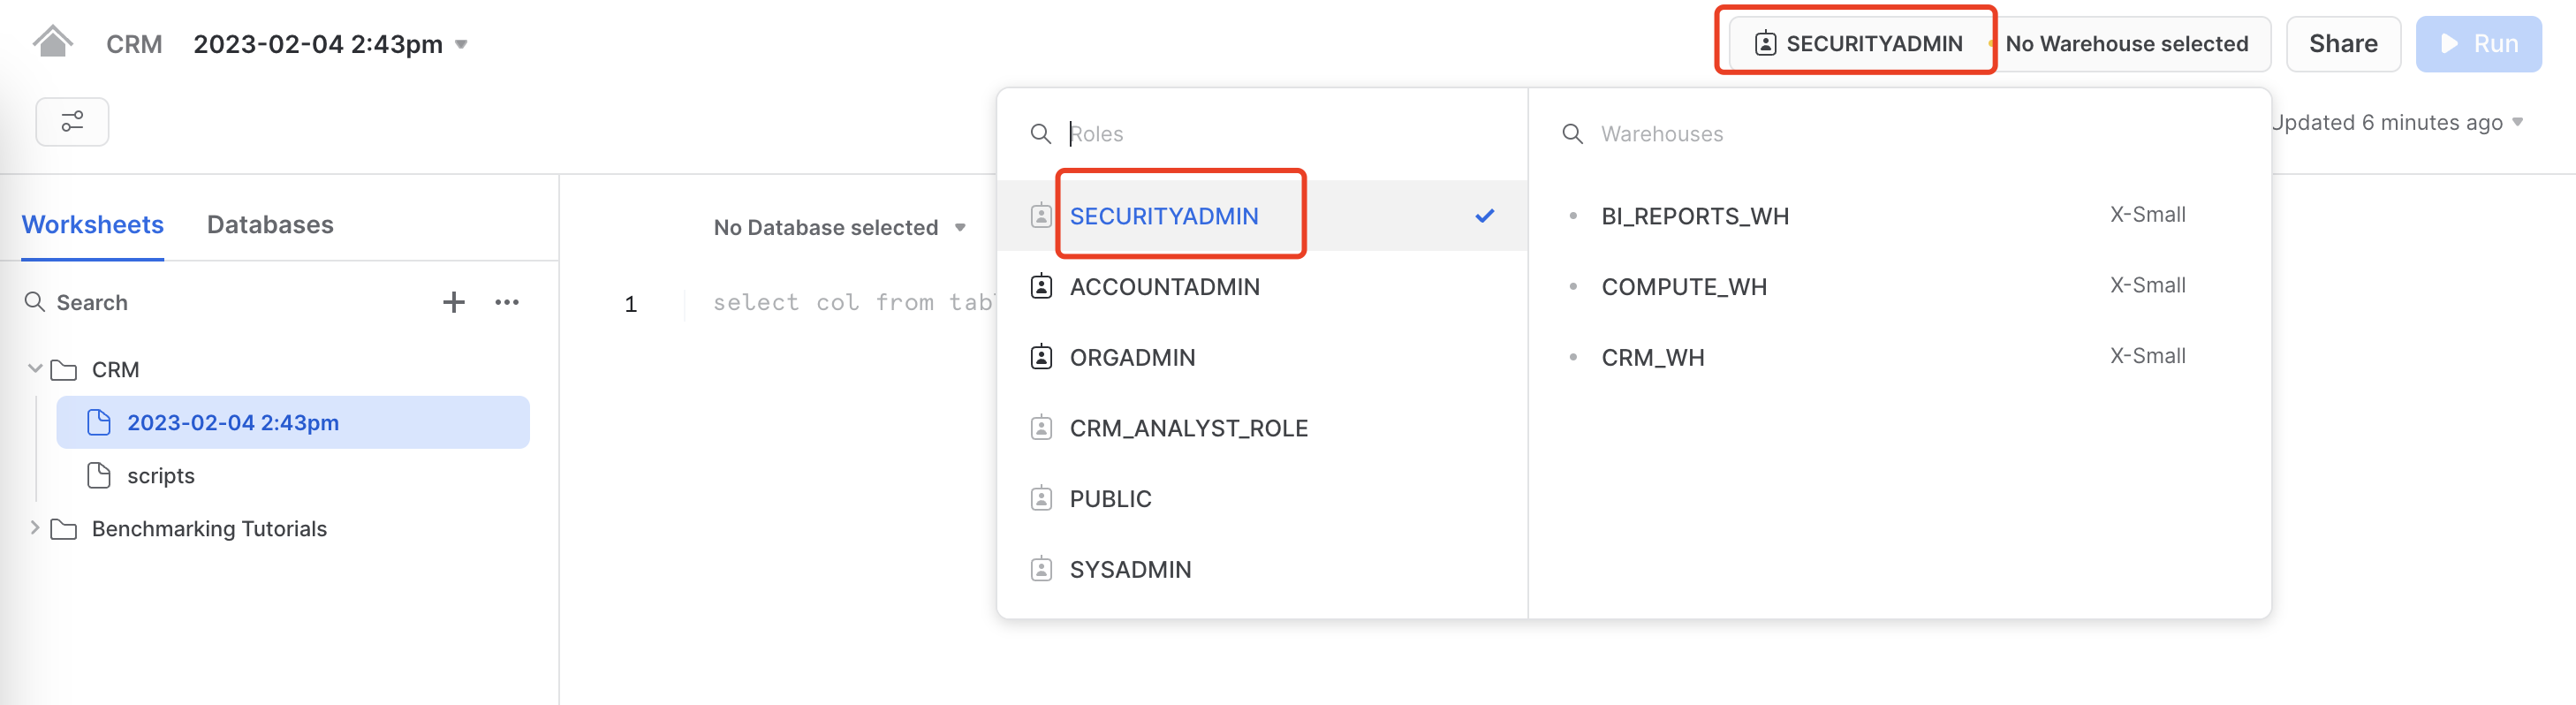 CRM 2023-02-04 2:43pm
SECURITYADMIN
No Warehouse selected
Share
Run
Updated 6 minutes ago
Worksheets Databases
Search
CRM
2023-02-04 2:43pm
scripts
Benchmarking Tutorials
No Database selected
1 select col from
Roles
SECURITYADMIN
ACCOUNTADMIN
ORGADMIN
CRM_ANALYST_ROLE
PUBLIC
SYSADMIN
Warehouses
BI_REPORTS_WH X-Small
COMPUTE_WH X-Small
CRM_WH X-Small